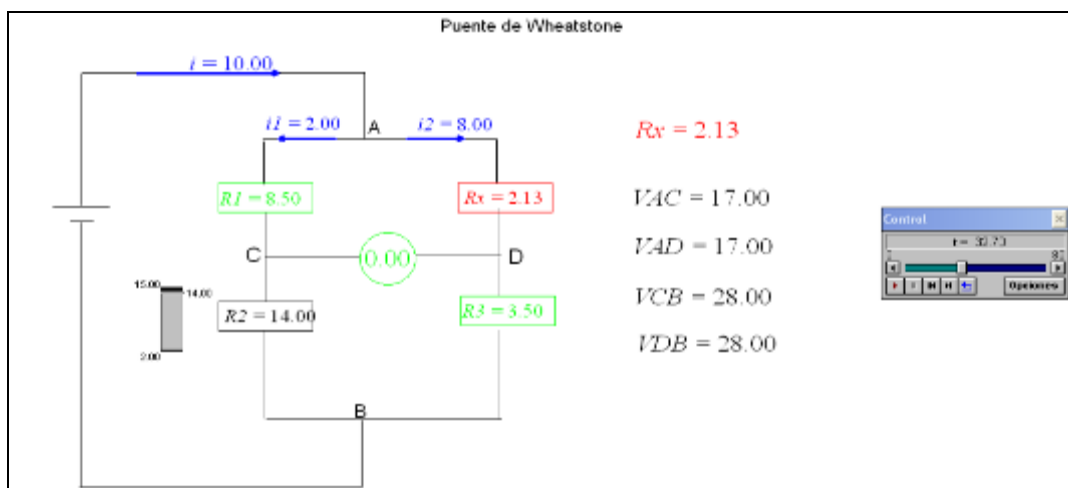 Puente de Wheatstone
i = 10.00
i1 = 2.00
A
i2 = 8.00
Rx = 2.13
R1 = 8.50
Rx = 2.13
VAC = 17.00
Control
C
0.00
D
VAD = 17.00
15.00
14.00
R2 = 14.00
R3 = 3.50
VCB = 28.00
Opciones
2.00
VDB = 28.00
B